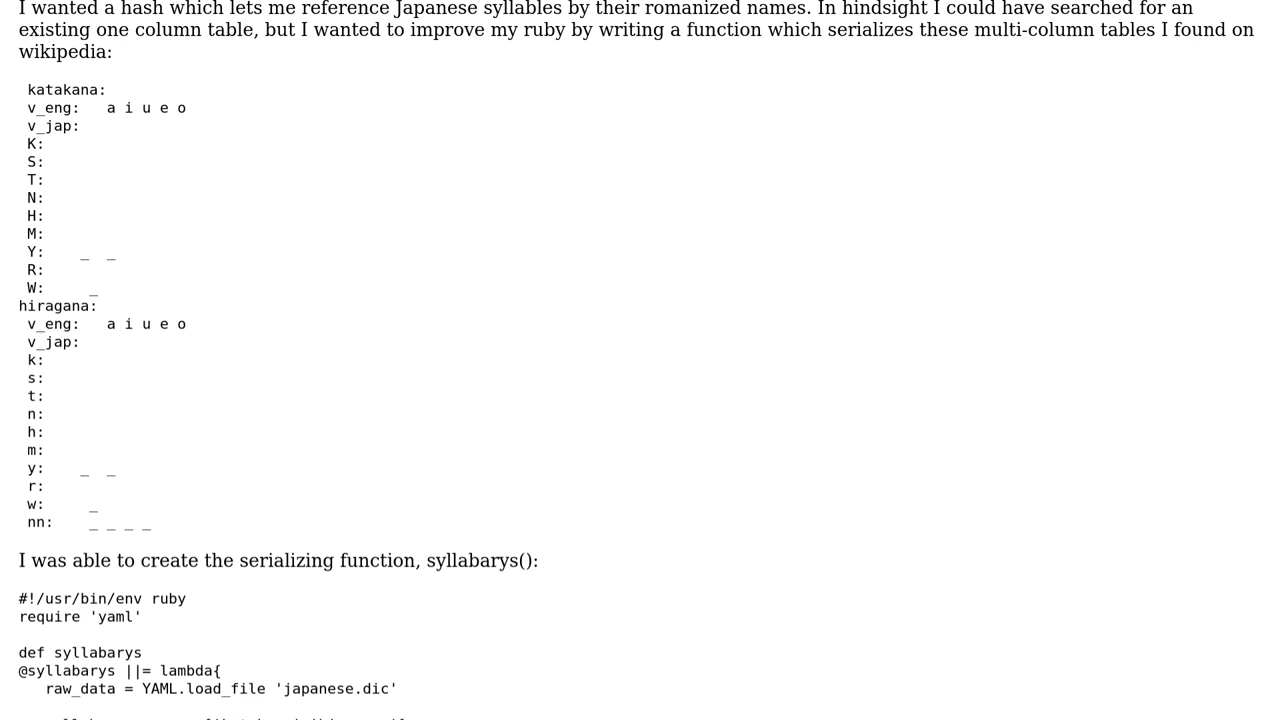 I wanted a hash which lets me reference Japanese syllables by their romanized names. In hindsight I could have searched for an
existing one column table, but I wanted to improve my ruby by writing a function which serializes these multi-column tables I found on
wikipedia:
katakana:
v_eng:   a i u e o
v_jap:
K:
S:
T:
N:
H:
M:
Y:    _  _
R:
W:     _
hiragana:
v_eng:   a i u e o
v_jap:
k:
s:
t:
n:
h:
m:
y:    _  _
r:
w:     _
nn:    _ _ _ _
I was able to create the serializing function, syllabarys():
#!/usr/bin/env ruby
require 'yaml'
def syllabarys
@syllabarys ||= lambda{
raw_data = YAML.load_file 'japanese.dic'